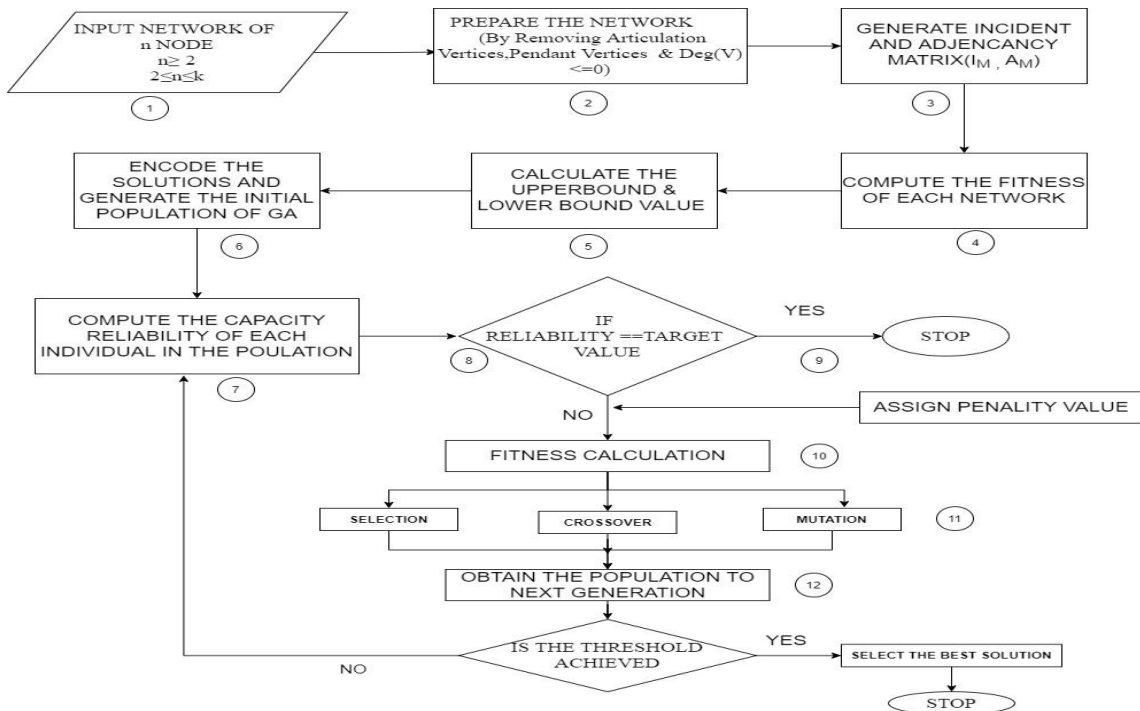 INPUT NETWORK OF
n NODE
n≥ 2
2≤n≤k
1
PREPARE THE NETWORK
(By Removing Articulation
Vertices,Pendant Vertices & Deg(V)
<=0)
2
GENERATE INCIDENT
AND ADJENCANCY
MATRIX(I_M , A_M)
3
COMPUTE THE FITNESS
OF EACH NETWORK
4
CALCULATE THE
UPPERBOUND &
LOWER BOUND VALUE
5
ENCODE THE
SOLUTIONS AND
GENERATE THE INITIAL
POPULATION OF GA
6
COMPUTE THE CAPACITY
RELIABILITY OF EACH
INDIVIDUAL IN THE POULATION
7
IF
RELIABILITY ==TARGET
VALUE
8
YES
9
STOP
NO
ASSIGN PENALITY VALUE
FITNESS CALCULATION
10
SELECTION
CROSSOVER
MUTATION
11
OBTAIN THE POPULATION TO
NEXT GENERATION
12
IS THE THRESHOLD
ACHIEVED
NO
YES
SELECT THE BEST SOLUTION
STOP